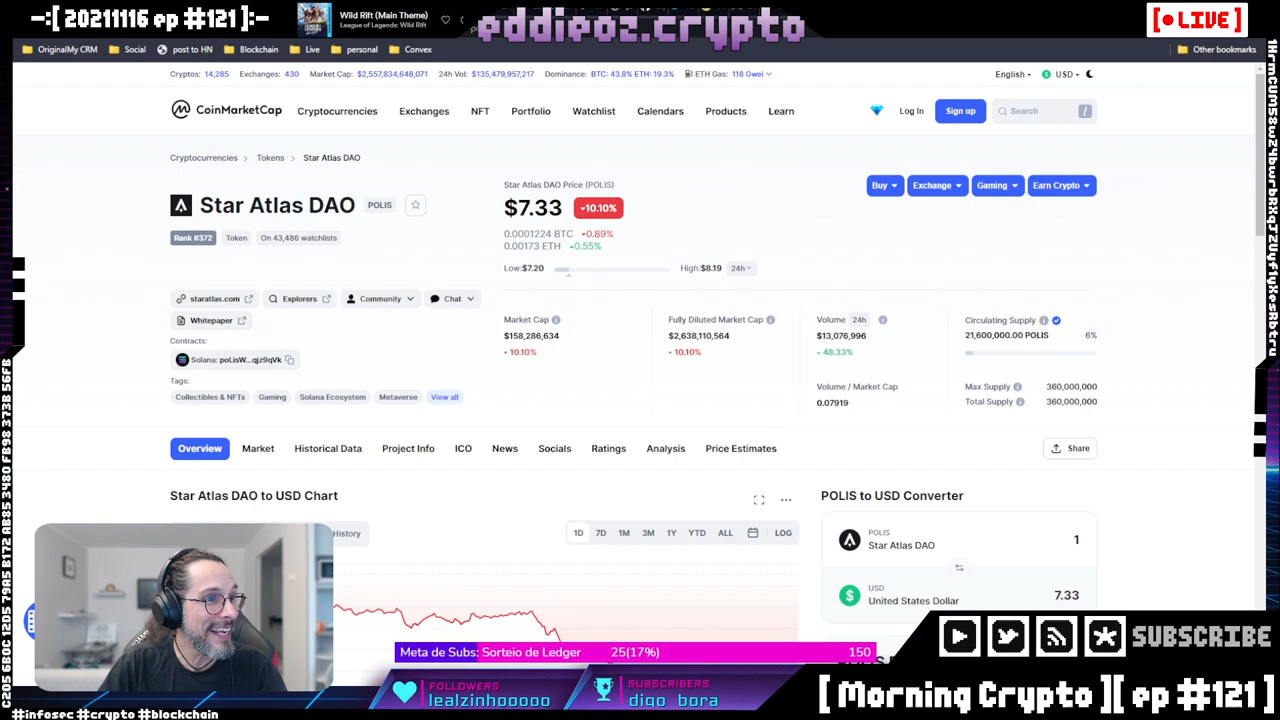 -:[ 20211116 ep #121 ]:-
Wild Rift (Main Theme)
League of Legends: Wild Rift
eddieoz.crypto
[ LIVE ]
OriginalMy CRM
Social
post to HN
Blockchain
Live
personal
Convex
Other bookmarks
Cryptos: 14,285 Exchanges: 430 Market Cap: $2,557,834,648,071 24h Vol: $135,479,957,217 Dominance: BTC: 43.8% ETH: 19.3% ETH Gas: 118 Gwei
English
USD
CoinMarketCap
Cryptocurrencies
Exchanges
NFT
Portfolio
Watchlist
Calendars
Products
Learn
Log In
Sign up
Search
/
Cryptocurrencies > Tokens > Star Atlas DAO
Star Atlas DAO
POLIS
Rank #372
Token
On 43,486 watchlists
Star Atlas DAO Price (POLIS)
$7.33
10.10%
0.0001224 BTC 0.89%
0.00173 ETH 0.55%
Low: $7.20
High: $8.19
24h
Buy
Exchange
Gaming
Earn Crypto
staratlas.com
Explorers
Community
Chat
Whitepaper
Contracts:
Solana: poLisW...qjz9qVk
Tags:
Collectibles & NFTs
Gaming
Solana Ecosystem
Metaverse
View all
Market Cap
$158,286,634
10.10%
Fully Diluted Market Cap
$2,638,110,564
10.10%
Volume 24h
$13,076,996
48.33%
Volume / Market Cap
0.07919
Circulating Supply
21,600,000.00 POLIS 6%
Max Supply 360,000,000
Total Supply 360,000,000
Overview
Market
Historical Data
Project Info
ICO
News
Socials
Ratings
Analysis
Price Estimates
Share
Star Atlas DAO to USD Chart
History
1D
7D
1M
3M
1Y
YTD
ALL
LOG
POLIS to USD Converter
POLIS
Star Atlas DAO
1
USD
United States Dollar
7.33
Meta de Subs: Sorteio de Ledger 25(17%) 150
FOLLOWERS
lealzinhooooo
SUBSCRIBERS
digo_bora
SUBSCRIBE
[ Morning Crypto ][ ep #121 ]
#infosec #crypto #blockchain